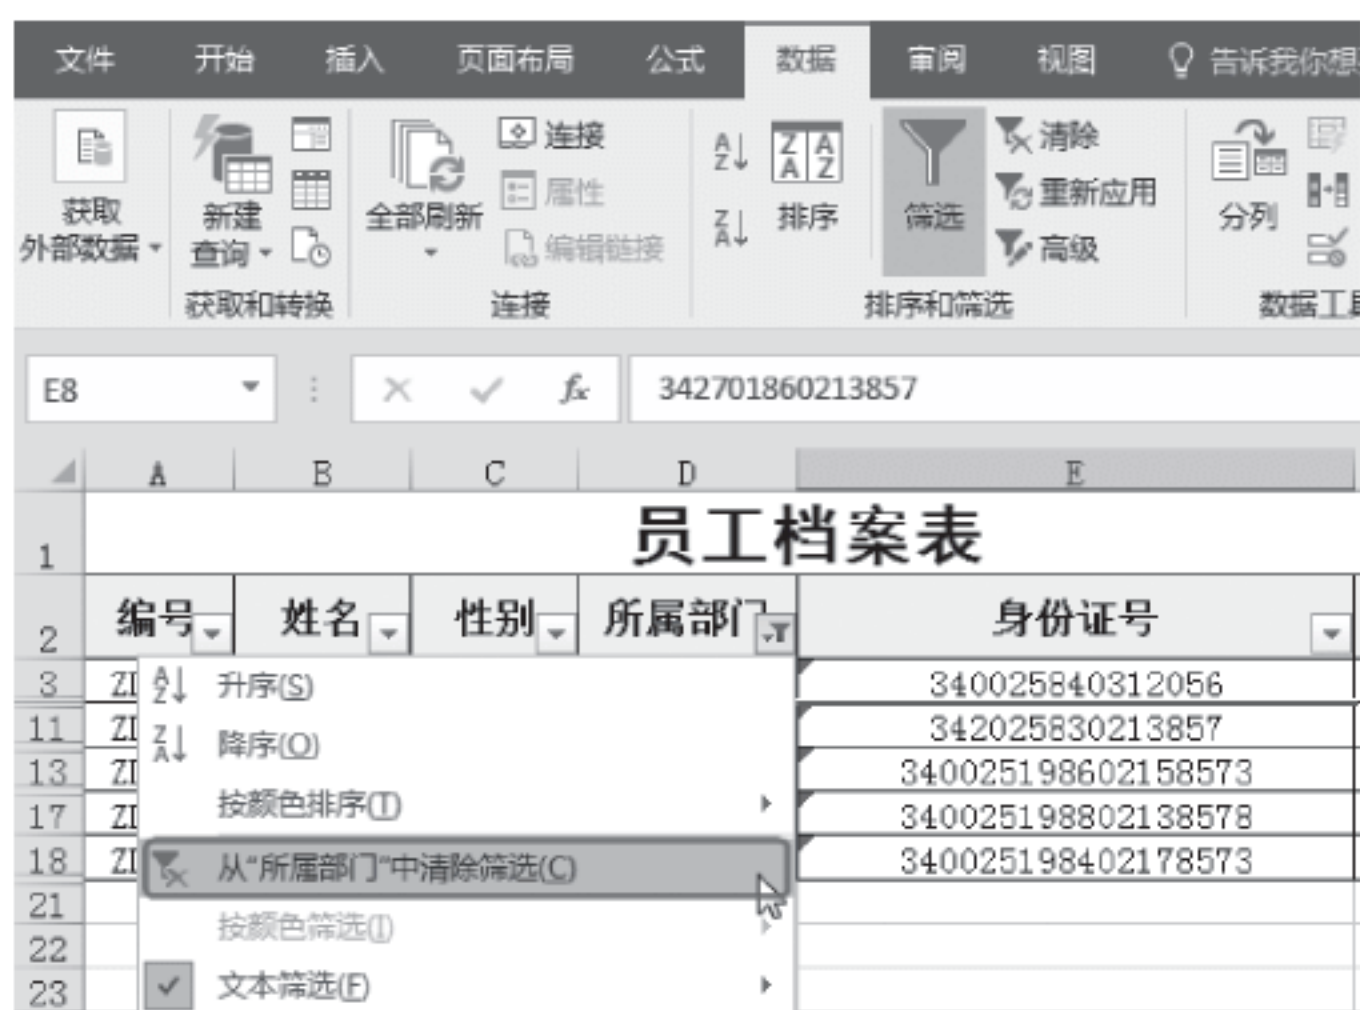 文件 开始 插入 页面布局 公式 数据 审阅 视图 告诉我你想
获取 外部数据
新建 查询
获取和转换
全部刷新
连接
属性
编辑链接
连接
排序
筛选
清除
重新应用
高级
排序和筛选
分列
数据工具
E8 fx 342701860213857
A B C D E
1 员工档案表
2 编号 姓名 性别 所属部门 身份证号
3 340025840312056
11 342025830213857
13 340025198602158573
17 340025198802138578
18 340025198402178573
21
22
23
升序(S)
降序(O)
按颜色排序(T)
从"所属部门"中清除筛选(C)
按颜色筛选(I)
文本筛选(F)